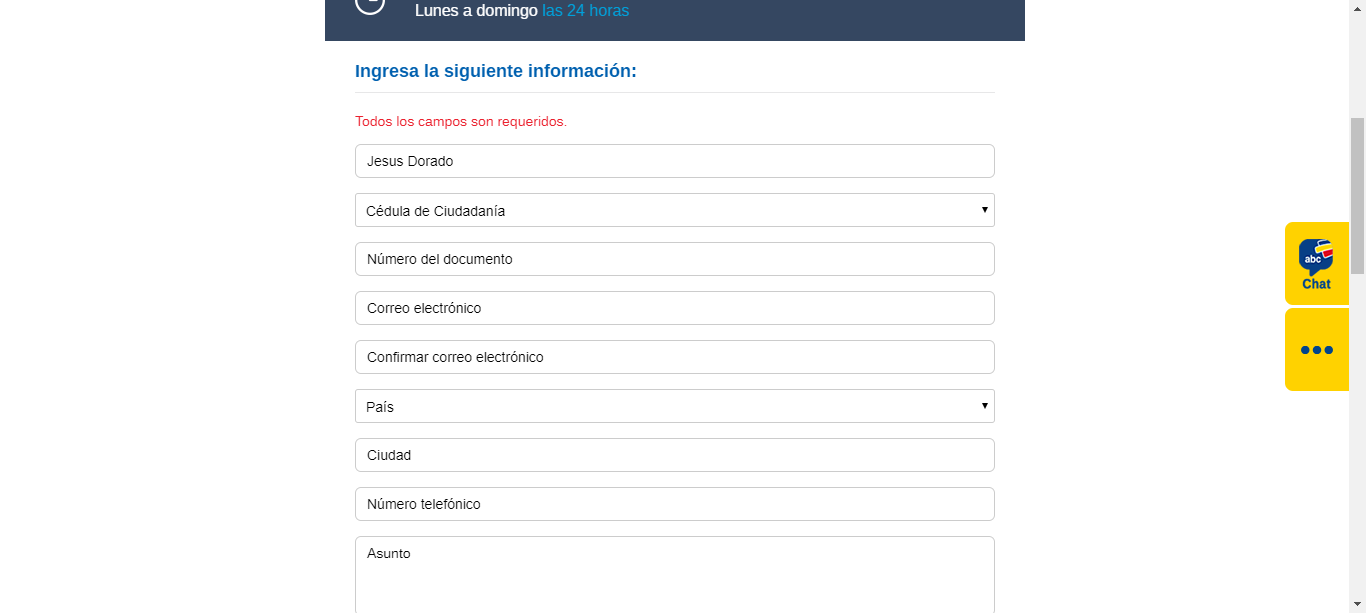 Lunes a domingo las 24 horas
Ingresa la siguiente información:
Todos los campos son requeridos.
Jesus Dorado
Cédula de Ciudadanía
Número del documento
Correo electrónico
Confirmar correo electrónico
País
Ciudad
Número telefónico
Asunto
abc
Chat